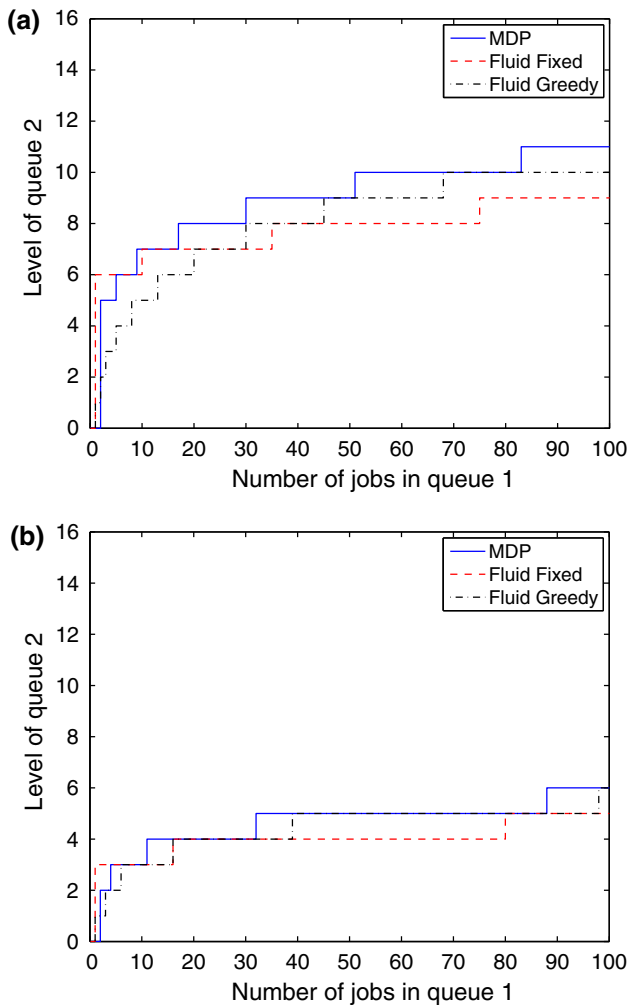 (a)
16
14
12
10
8
6
4
2
0
Level of queue 2
MDP
Fluid Fixed
Fluid Greedy
0 10 20 30 40 50 60 70 80 90 100
Number of jobs in queue 1
(b)
16
14
12
10
8
6
4
2
0
Level of queue 2
MDP
Fluid Fixed
Fluid Greedy
0 10 20 30 40 50 60 70 80 90 100
Number of jobs in queue 1